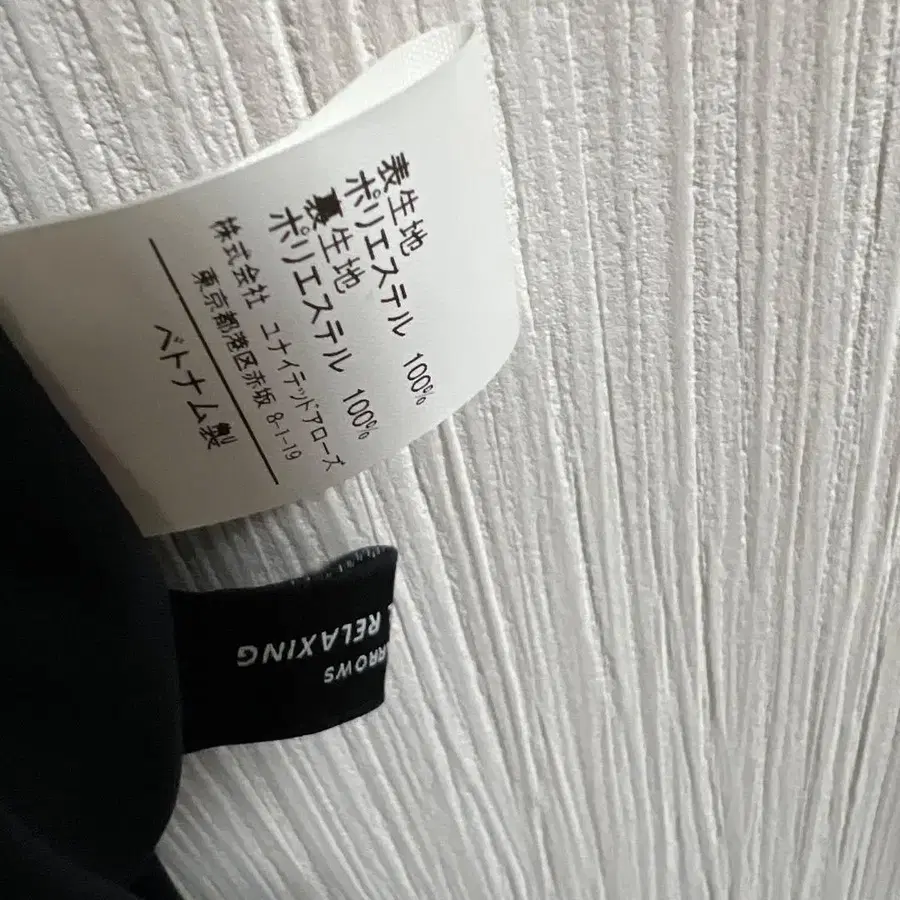 表生地
ポリエステル 100%
裏生地
ポリエステル 100%
株式会社 ユナイテッドアローズ
東京都港区赤坂 8-1-19
ベトナム製
RELAXING